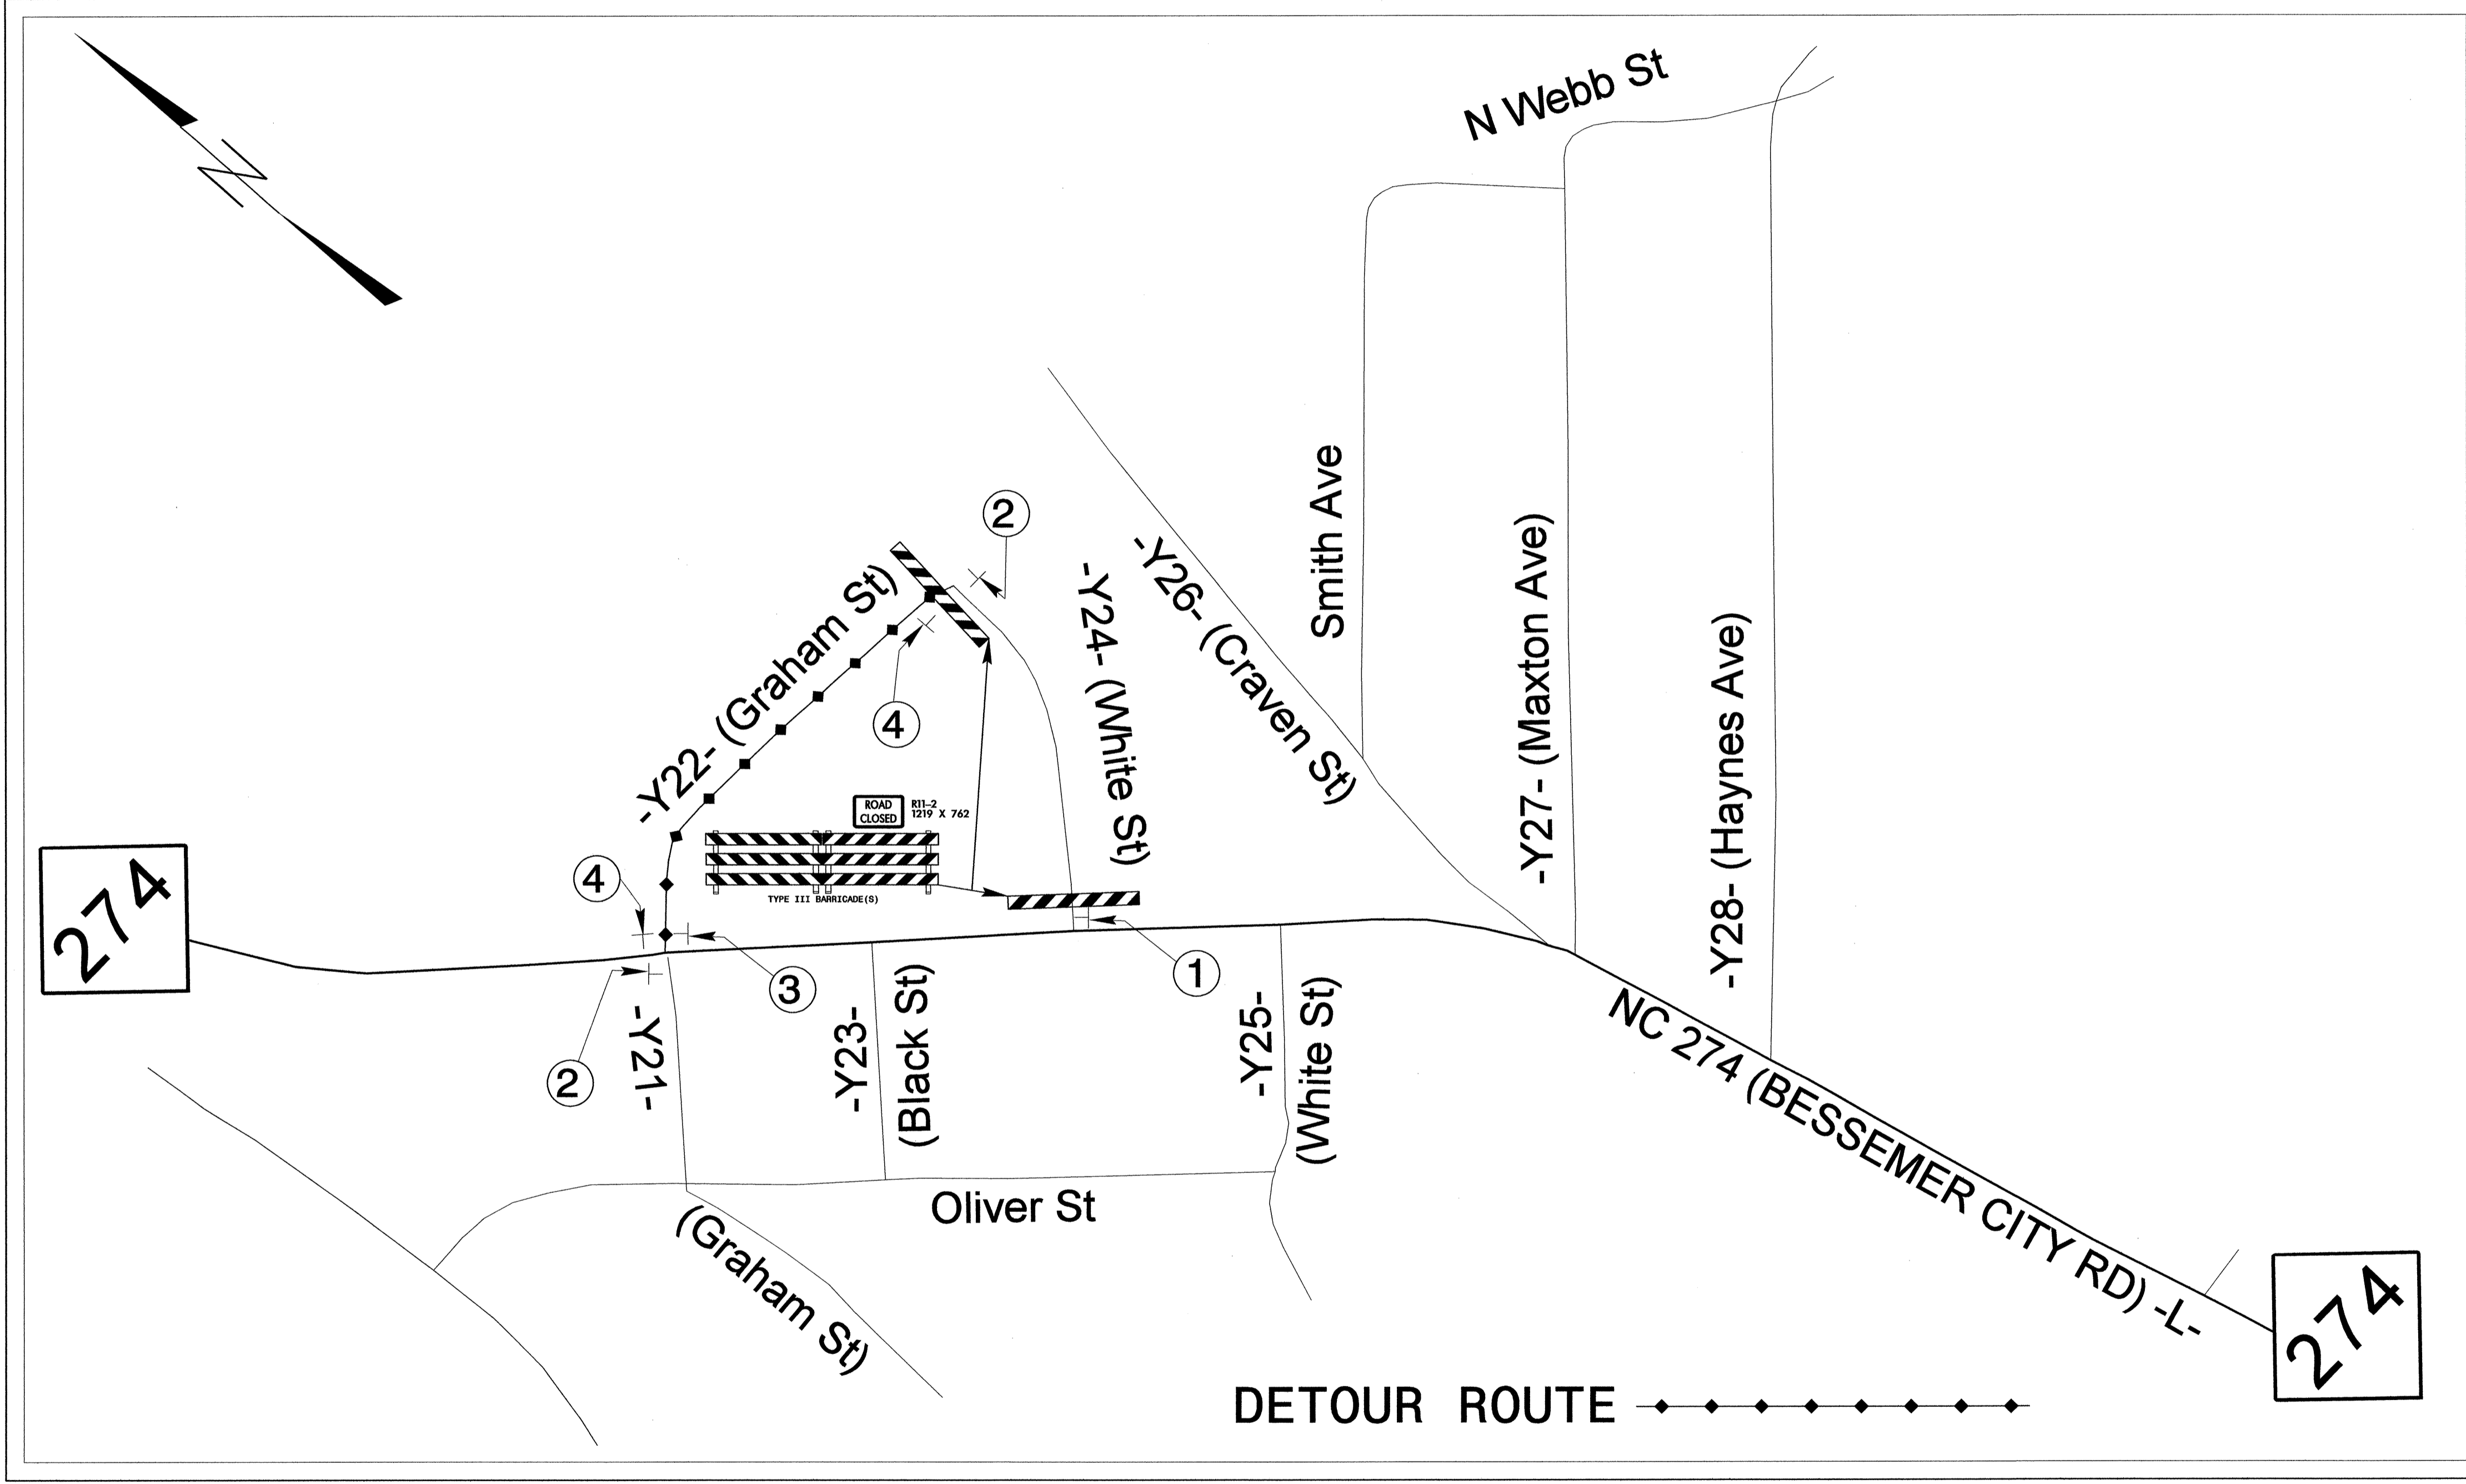 N Webb St
2
-Y22- (Graham St)
-Y24- (White St)
-Y26- (Craven St)
Smith Ave
-Y27- (Maxton Ave)
-Y28- (Haynes Ave)
4
ROAD
CLOSED
R11-2
1219 X 762
TYPE III BARRICADE(S)
4
274
3
1
2
-Y21-
-Y23-
(Black St)
-Y25-
(White St)
NC 274 (BESSEMER CITY RD) -L-
Oliver St
(Graham St)
274
DETOUR ROUTE